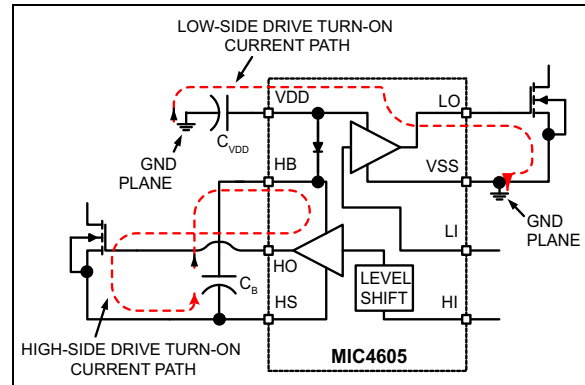 LOW-SIDE DRIVE TURN-ON
CURRENT PATH
VDD
LO
CVDD
GND
PLANE
VSS
HB
GND
PLANE
LI
HO
CB
LEVEL
SHIFT
HI
HS
HIGH-SIDE DRIVE TURN-ON
CURRENT PATH
MIC4605